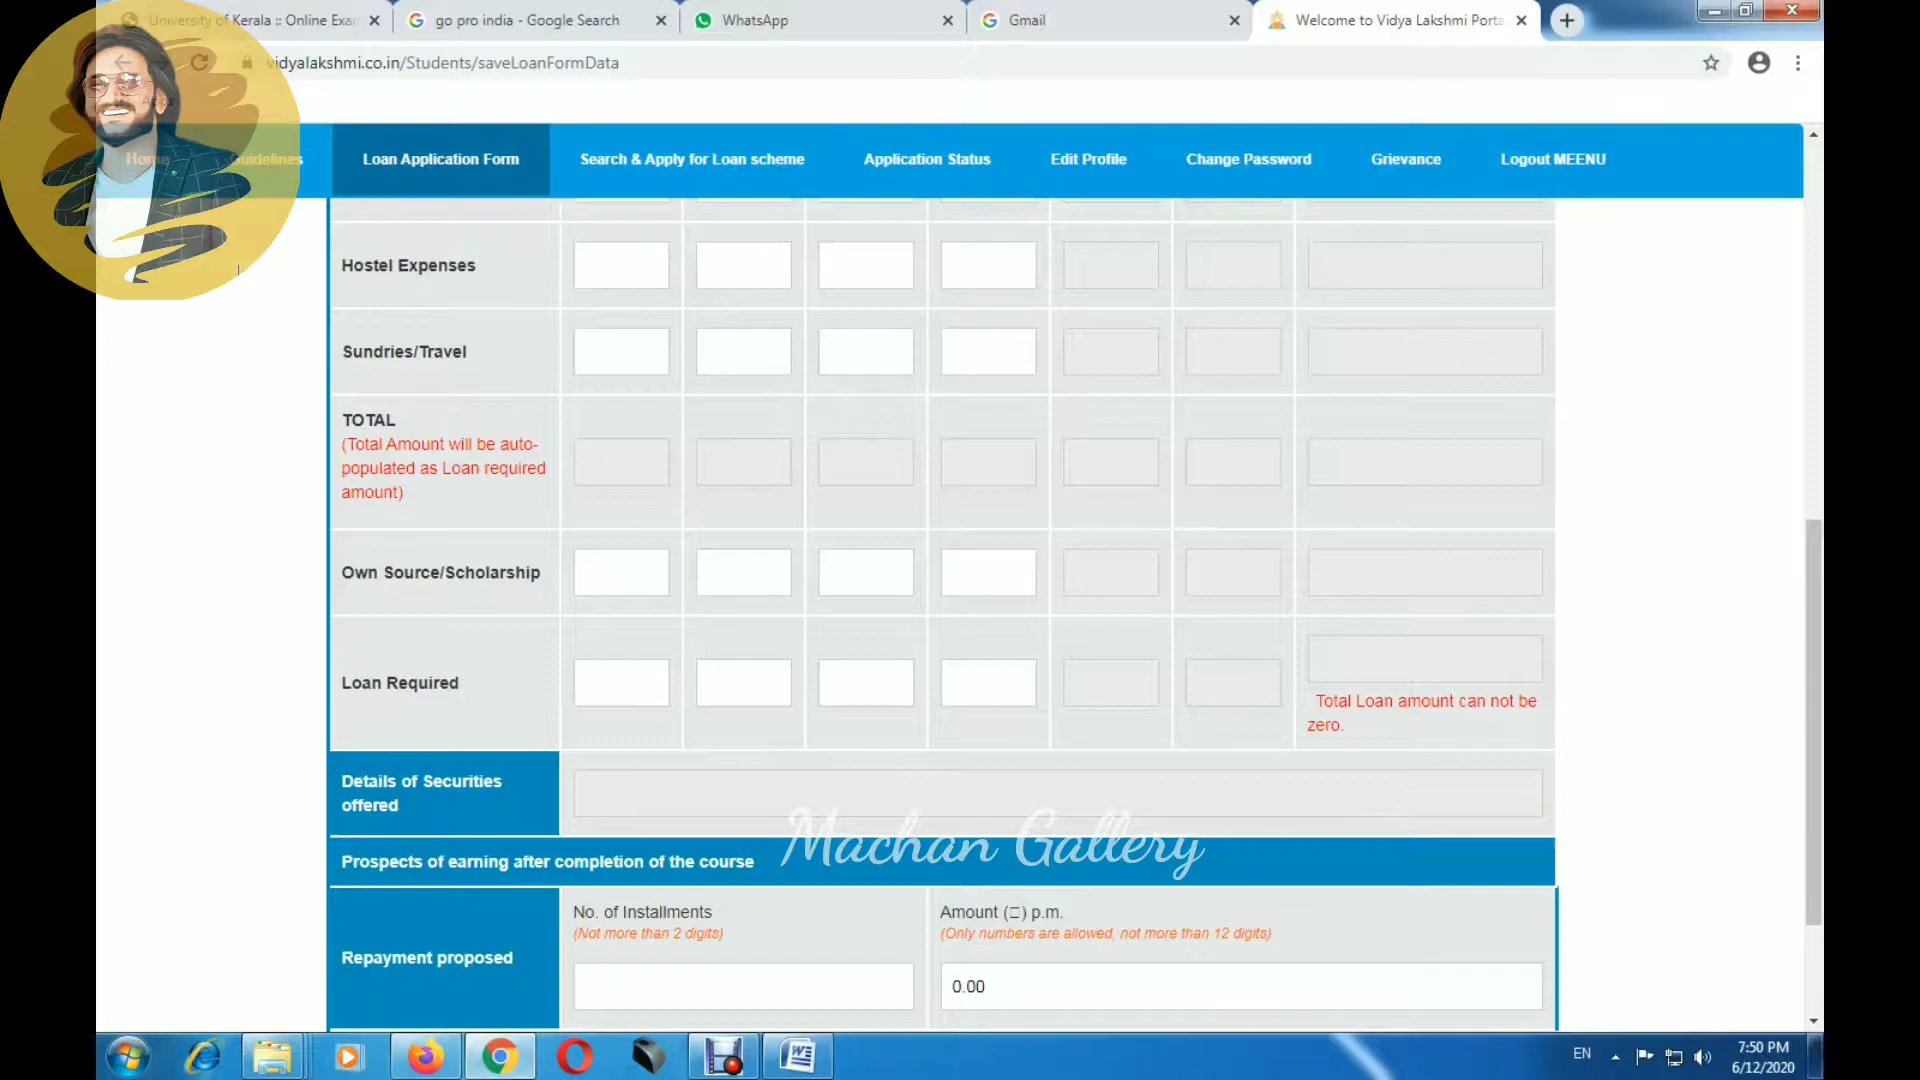 University of Kerala :: Online Exan
go pro india - Google Search
WhatsApp
Gmail
Welcome to Vidya Lakshmi Porta
vidyalakshmi.co.in/Students/saveLoanFormData
Apps
Home
Guidelines
Loan Application Form
Search & Apply for Loan scheme
Application Status
Edit Profile
Change Password
Grievance
Logout MEENU
Hostel Expenses
Sundries/Travel
TOTAL
(Total Amount will be auto-
populated as Loan required
amount)
Own Source/Scholarship
Loan Required
Total Loan amount can not be
zero.
Details of Securities
offered
Machan Gallery
Prospects of earning after completion of the course
Repayment proposed
No. of Installments
(Not more than 2 digits)
Amount (□) p.m.
(Only numbers are allowed, not more than 12 digits)
0.00
EN
7:50 PM
6/12/2020